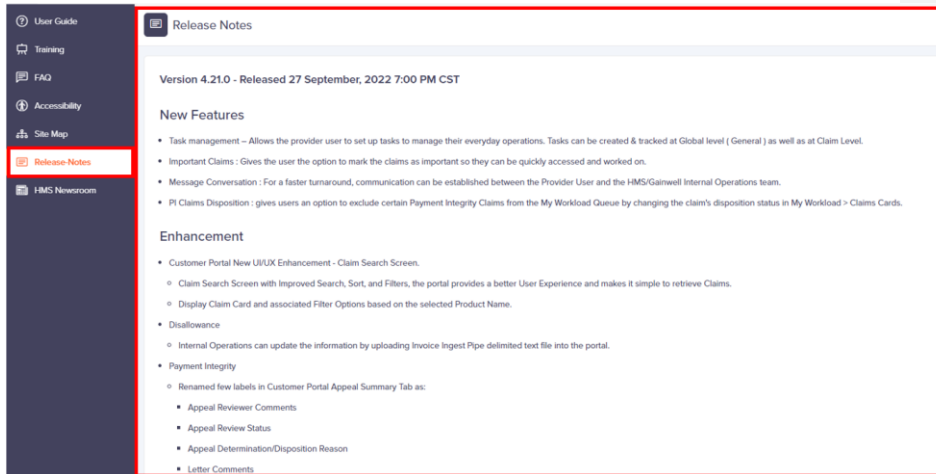 User Guide
Training
FAQ
Accessibility
Site Map
Release-Notes
HMS Newsroom
Release Notes
Version 4.21.0 - Released 27 September, 2022 7:00 PM CST
New Features
Task management – Allows the provider user to set up tasks to manage their everyday operations. Tasks can be created & tracked at Global level ( General ) as well as at Claim Level.
Important Claims : Gives the user the option to mark the claims as important so they can be quickly accessed and worked on.
Message Conversation : For a faster turnaround, communication can be established between the Provider User and the HMS/Gainwell Internal Operations team.
PI Claims Disposition : gives users an option to exclude certain Payment Integrity Claims from the My Workload Queue by changing the claim's disposition status in My Workload > Claims Cards.
Enhancement
Customer Portal New UI/UX Enhancement - Claim Search Screen.
Claim Search Screen with Improved Search, Sort, and Filters, the portal provides a better User Experience and makes it simple to retrieve Claims.
Display Claim Card and associated Filter Options based on the selected Product Name.
Disallowance
Internal Operations can update the information by uploading Invoice Ingest Pipe delimited text file into the portal.
Payment Integrity
Renamed few labels in Customer Portal Appeal Summary Tab as:
Appeal Reviewer Comments
Appeal Review Status
Appeal Determination/Disposition Reason
Letter Comments